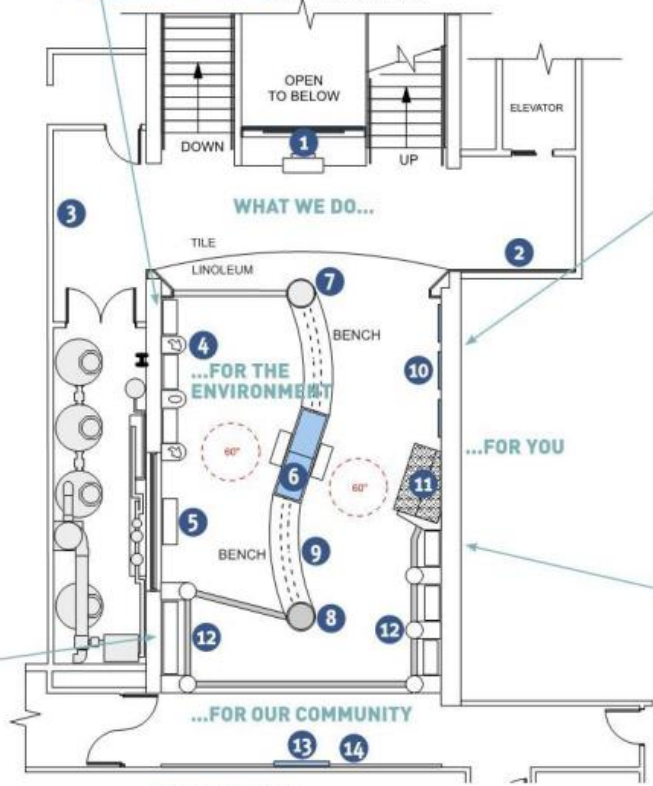 OPEN
TO BELOW
ELEVATOR
1
DOWN
UP
3
WHAT WE DO...
TILE
2
LINOLEUM
7
4
BENCH
...FOR THE
ENVIRONMENT
10
...FOR YOU
60"
6
60"
11
5
BENCH
9
8
12
12
...FOR OUR COMMUNITY
13
14